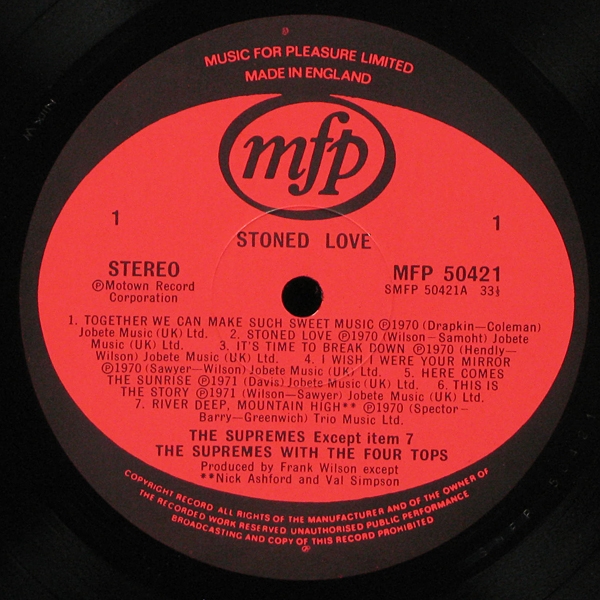 MUSIC FOR PLEASURE LIMITED
MADE IN ENGLAND
mfp
1
1
STONED LOVE
STEREO
MFP 50421
℗Motown Record
SMFP 50421A 33⅓
Corporation
1. TOGETHER WE CAN MAKE SUCH SWEET MUSIC ℗1970 (Drapkin—Coleman)
Jobete Music (UK) Ltd. 2. STONED LOVE ℗1970 (Wilson—Samoht) Jobete
Music (UK) Ltd. 3. IT'S TIME TO BREAK DOWN ℗1970 (Hendly—
Wilson) Jobete Music (UK) Ltd. 4. I WISH I WERE YOUR MIRROR
℗1970 (Sawyer—Wilson) Jobete Music (UK) Ltd. 5. HERE COMES
THE SUNRISE ℗1971 (Davis) Jobete Music (UK) Ltd. 6. THIS IS
THE STORY ℗1971 (Wilson—Sawyer) Jobete Music (UK) Ltd.
7. RIVER DEEP, MOUNTAIN HIGH** ℗1970 (Spector—
Barry—Greenwich) Trio Music Ltd.
THE SUPREMES Except item 7
THE SUPREMES WITH THE FOUR TOPS
Produced by Frank Wilson except
**Nick Ashford and Val Simpson
COPYRIGHT RECORD ALL RIGHTS OF THE MANUFACTURER AND OF THE OWNER OF
THE RECORDED WORK RESERVED UNAUTHORISED PUBLIC PERFORMANCE
BROADCASTING AND COPY OF THIS RECORD PROHIBITED